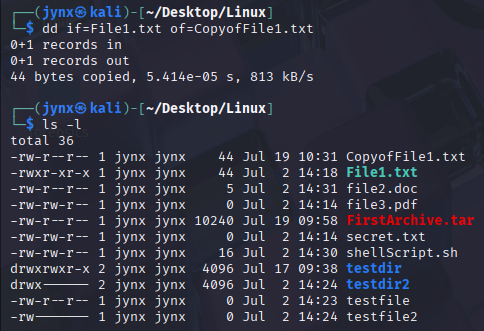 ┌──(jynx㉿kali)-[~/Desktop/Linux]
└─$ dd if=File1.txt of=CopyofFile1.txt
0+1 records in
0+1 records out
44 bytes copied, 5.414e-05 s, 813 kB/s
┌──(jynx㉿kali)-[~/Desktop/Linux]
└─$ ls -l
total 36
-rw-r--r-- 1 jynx jynx    44 Jul 19 10:31 CopyofFile1.txt
-rwxr-xr-x 1 jynx jynx    44 Jul  2 14:18 File1.txt
-rw-r--r-- 1 jynx jynx     5 Jul  2 14:31 file2.doc
-rw-r--r-- 1 jynx jynx     0 Jul  2 14:14 file3.pdf
-rw-r--r-- 1 jynx jynx 10240 Jul 19 09:58 FirstArchive.tar
-rw-r--r-- 1 jynx jynx     0 Jul  2 14:14 secret.txt
-rw-r--r-- 1 jynx jynx    16 Jul  2 14:30 shellScript.sh
drwxrwxr-x 2 jynx jynx  4096 Jul 17 09:38 testdir
drwx------ 2 jynx jynx  4096 Jul  2 14:24 testdir2
-rw-r--r-- 1 jynx jynx     0 Jul  2 14:23 testfile
-rw------- 1 jynx jynx     0 Jul  2 14:24 testfile2